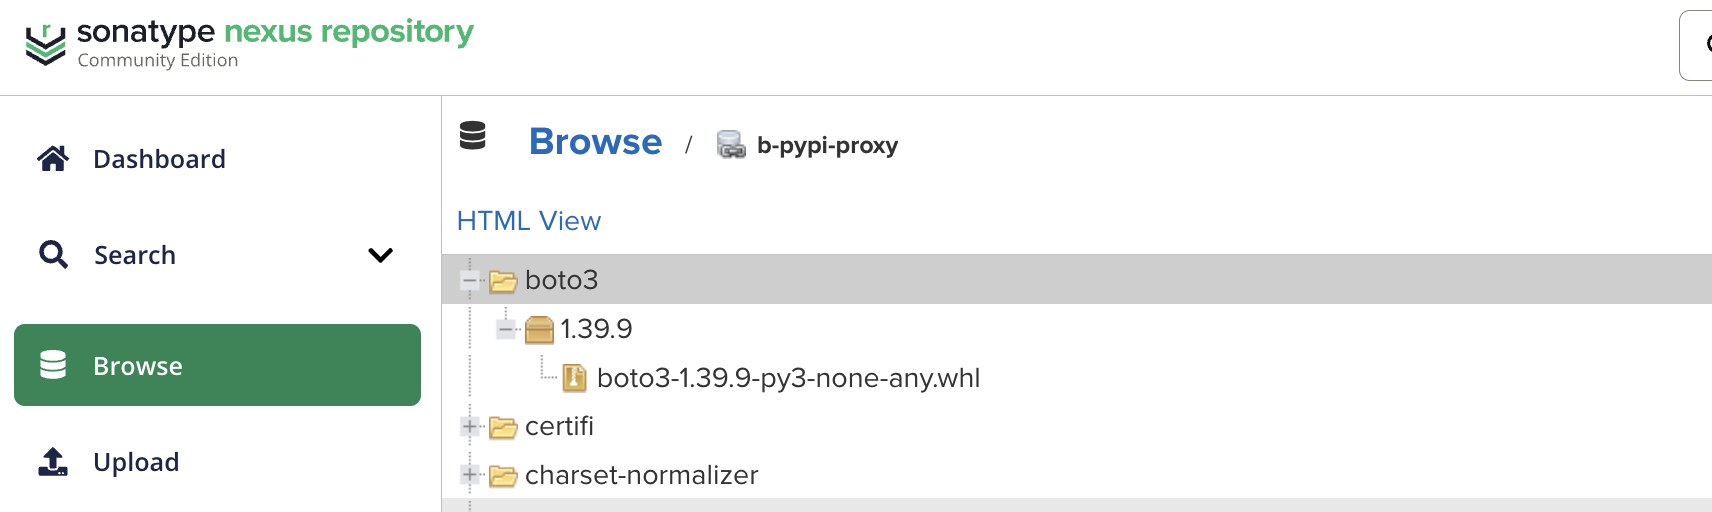 sonatype nexus repository
Community Edition
Dashboard
Search
Browse
Upload
Browse / b-pypi-proxy
HTML View
boto3
1.39.9
boto3-1.39.9-py3-none-any.whl
certifi
charset-normalizer